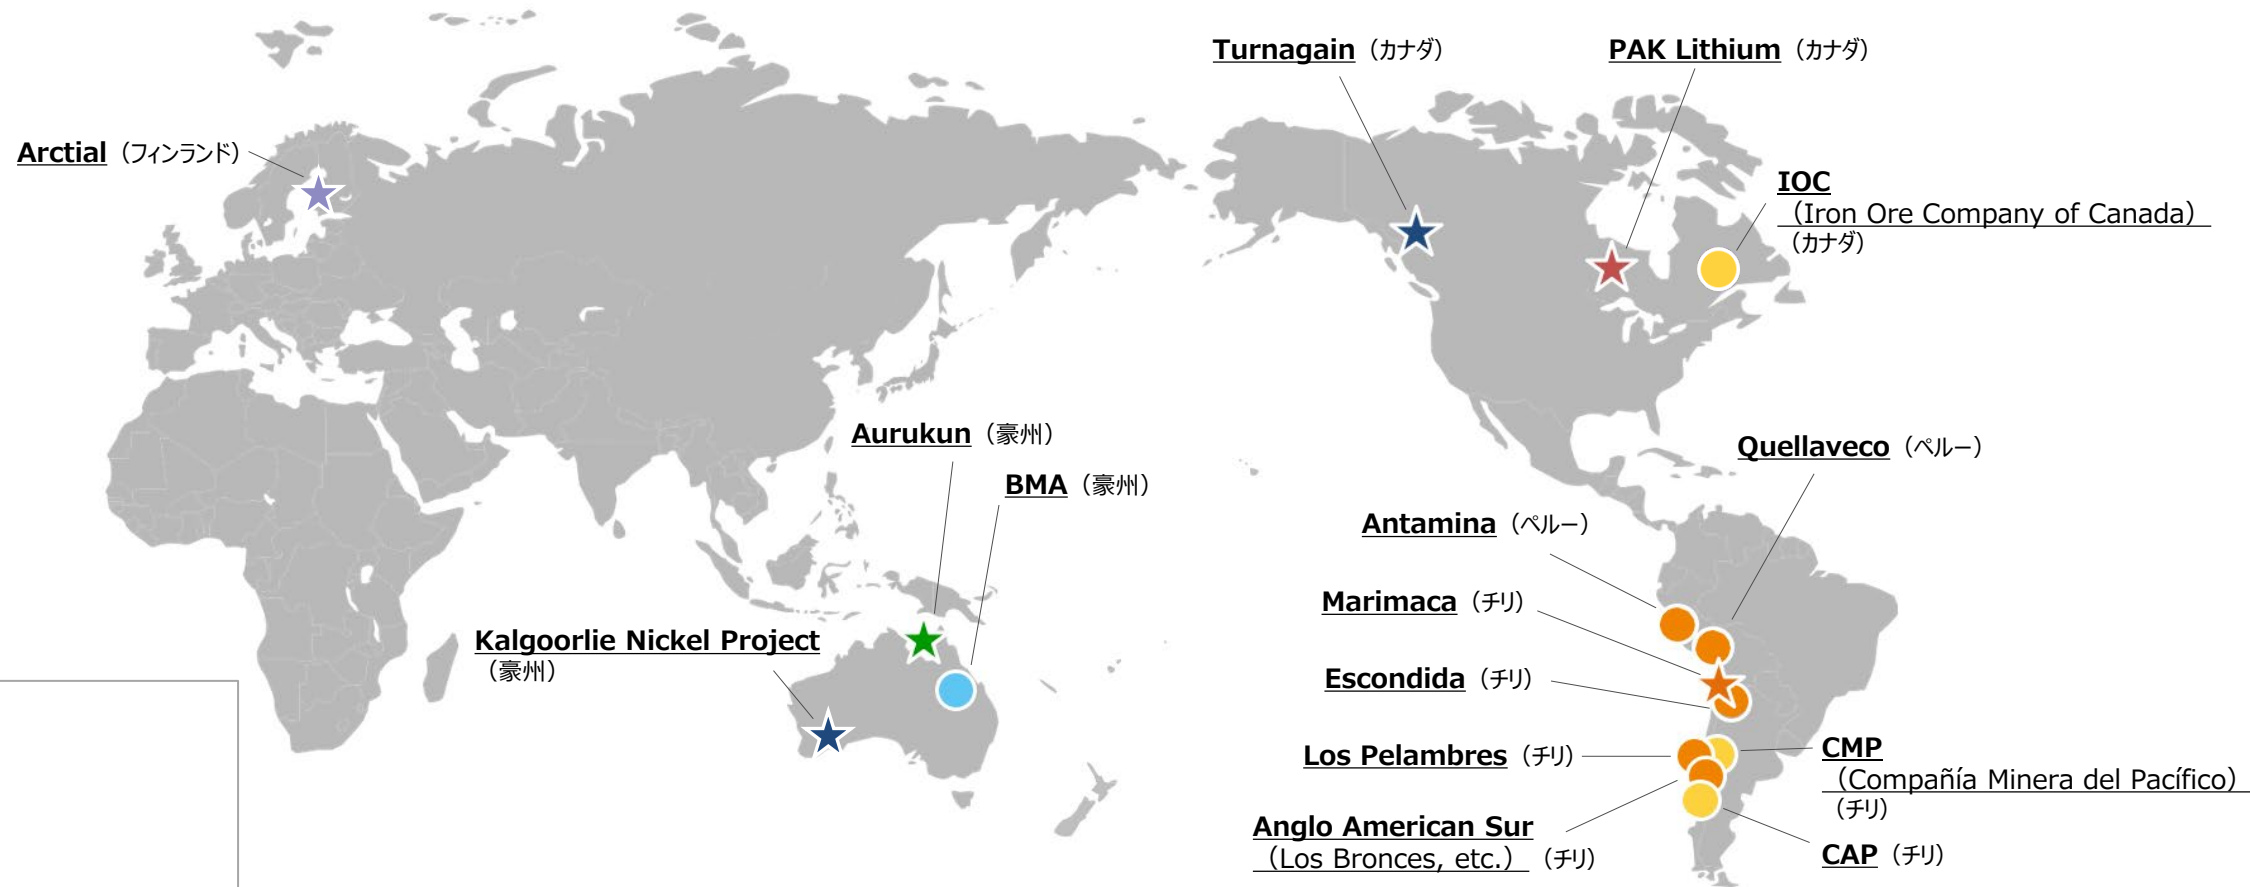 Turnagain（カナダ）
PAK Lithium（カナダ）
Arctial（フィンランド）
IOC
（Iron Ore Company of Canada）
（カナダ）
Aurukun（豪州）
BMA（豪州）
Quellaveco（ペルー）
Antamina（ペルー）
Marimaca（チリ）
Kalgoorlie Nickel Project
（豪州）
Escondida（チリ）
Los Pelambres（チリ）
CMP
（Compañía Minera del Pacífico）
（チリ）
Anglo American Sur
（Los Bronces, etc.）（チリ）
CAP（チリ）